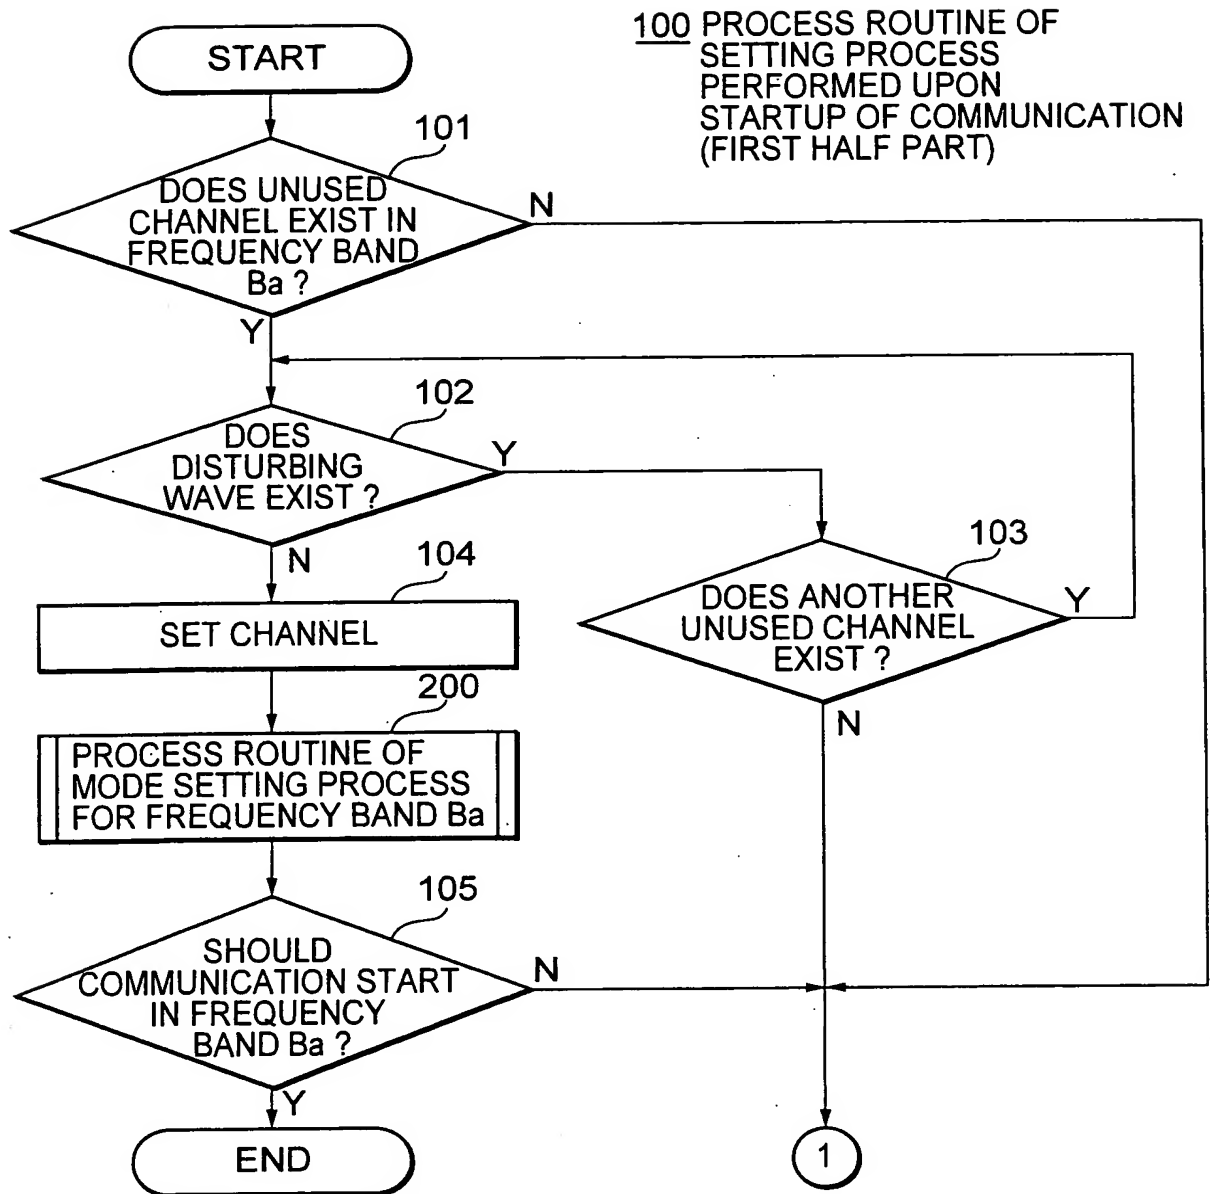 100 PROCESS ROUTINE OF
SETTING PROCESS
PERFORMED UPON
STARTUP OF COMMUNICATION
(FIRST HALF PART)
START
101
DOES UNUSED
CHANNEL EXIST IN
FREQUENCY BAND
Ba ?
N
Y
102
DOES
DISTURBING
WAVE EXIST ?
Y
N
103
DOES ANOTHER
UNUSED CHANNEL
EXIST ?
Y
N
104
SET CHANNEL
200
PROCESS ROUTINE OF
MODE SETTING PROCESS
FOR FREQUENCY BAND Ba
105
SHOULD
COMMUNICATION START
IN FREQUENCY
BAND Ba ?
N
Y
END
1